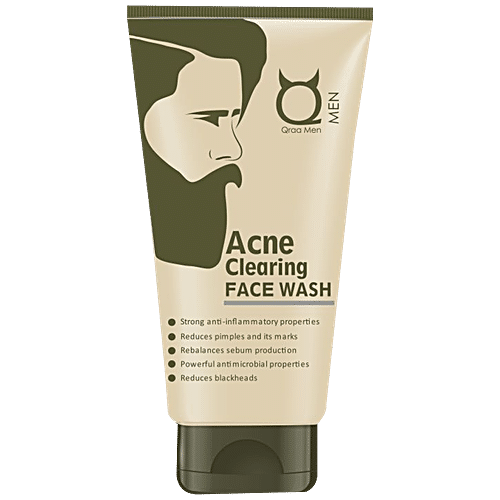 Q
MEN
Qraa Men
Acne
Clearing
FACE WASH
Strong anti-inflammatory properties
Reduces pimples and its marks
Rebalances sebum production
Powerful antimicrobial properties
Reduces blackheads